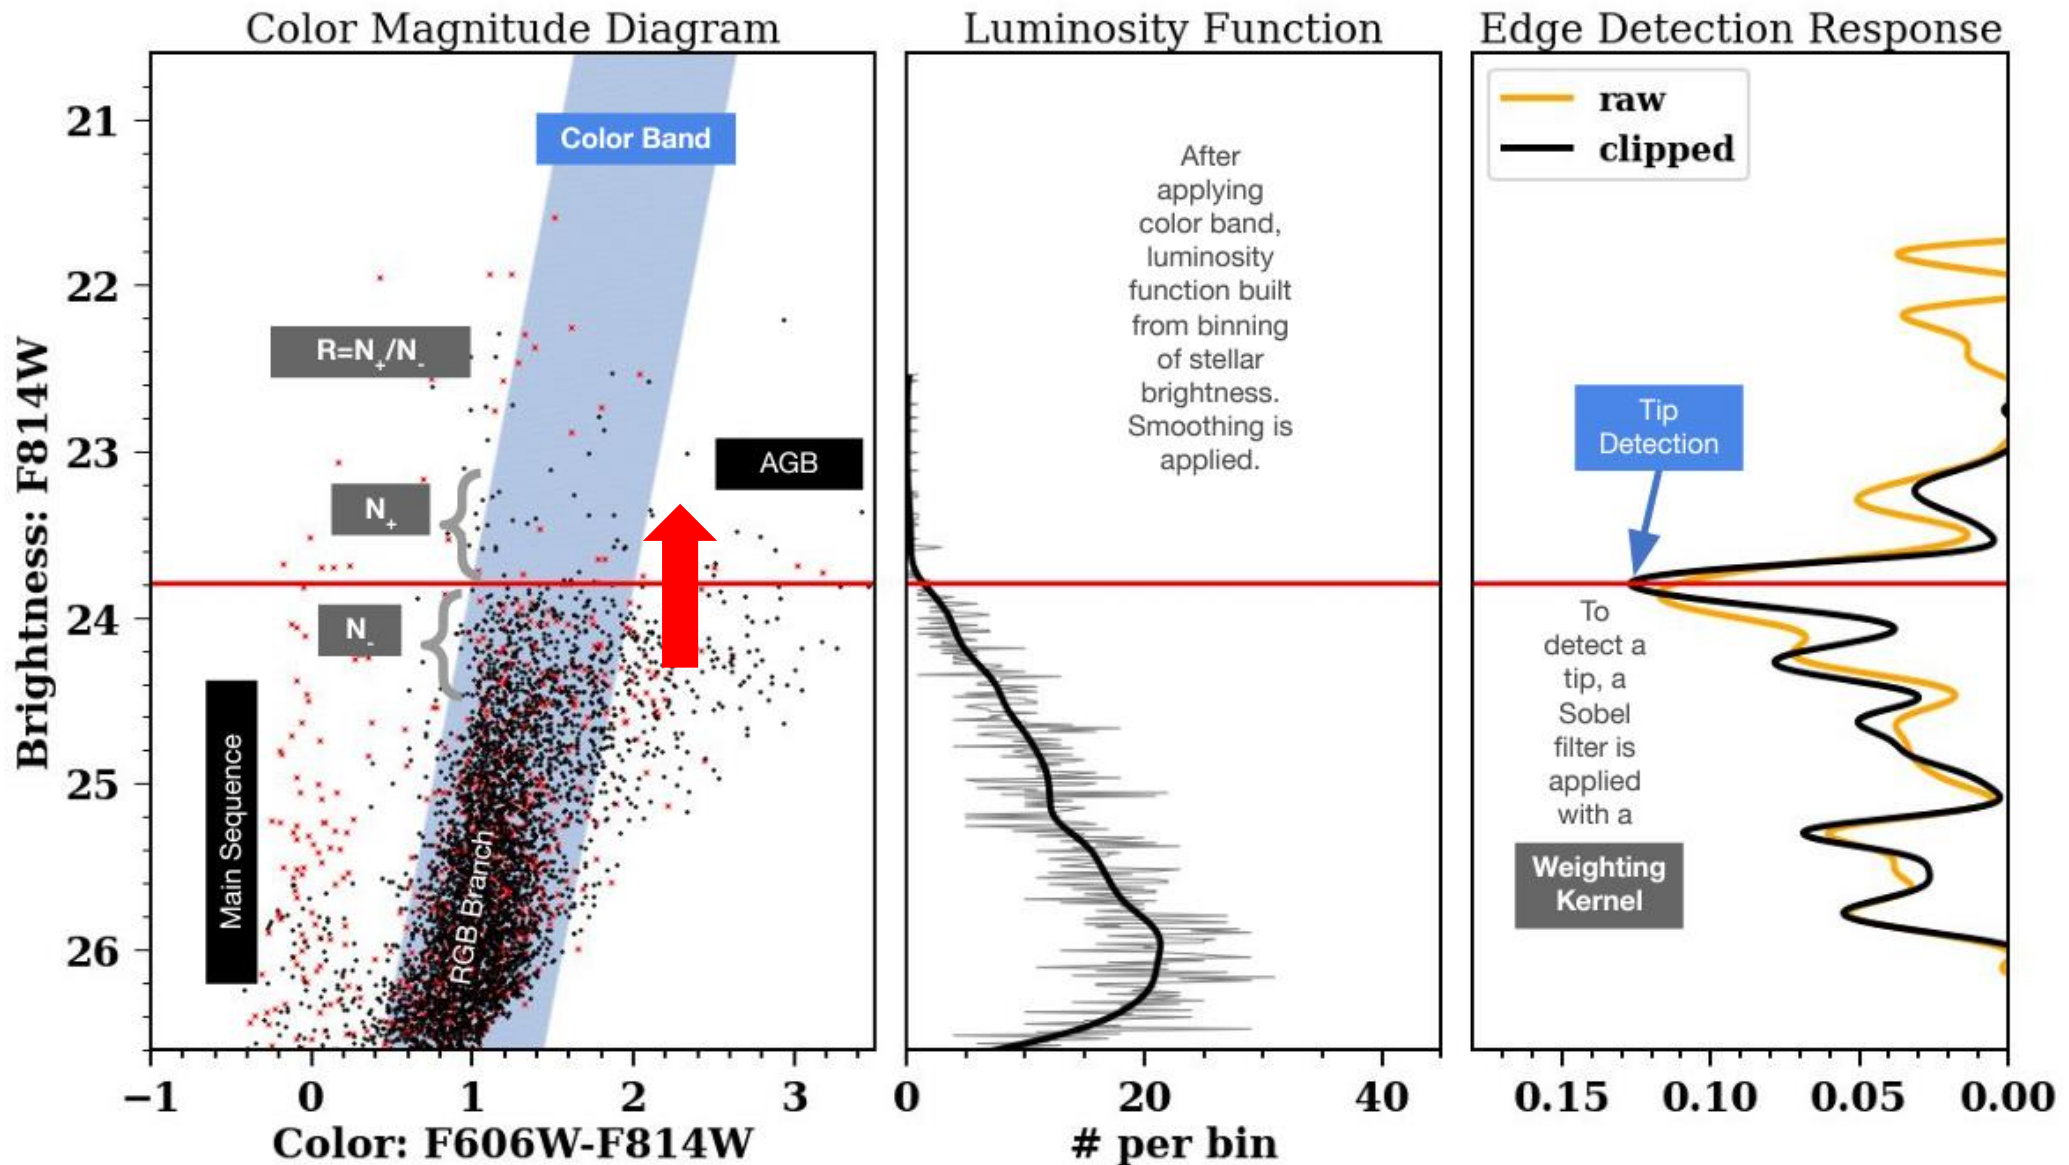 Color Magnitude Diagram
Luminosity Function
Edge Detection Response
Brightness: F814W
21
22
23
24
25
26
Color Band
R=N+/N-
N+
N-
AGB
Main Sequence
RGB Branch
−1
0
1
2
3
Color: F606W-F814W
After
applying
color band,
luminosity
function built
from binning
of stellar
brightness.
Smoothing is
applied.
0
20
40
# per bin
raw
clipped
Tip
Detection
To
detect a
tip, a
Sobel
filter is
applied
with a
Weighting
Kernel
0.15
0.10
0.05
0.00